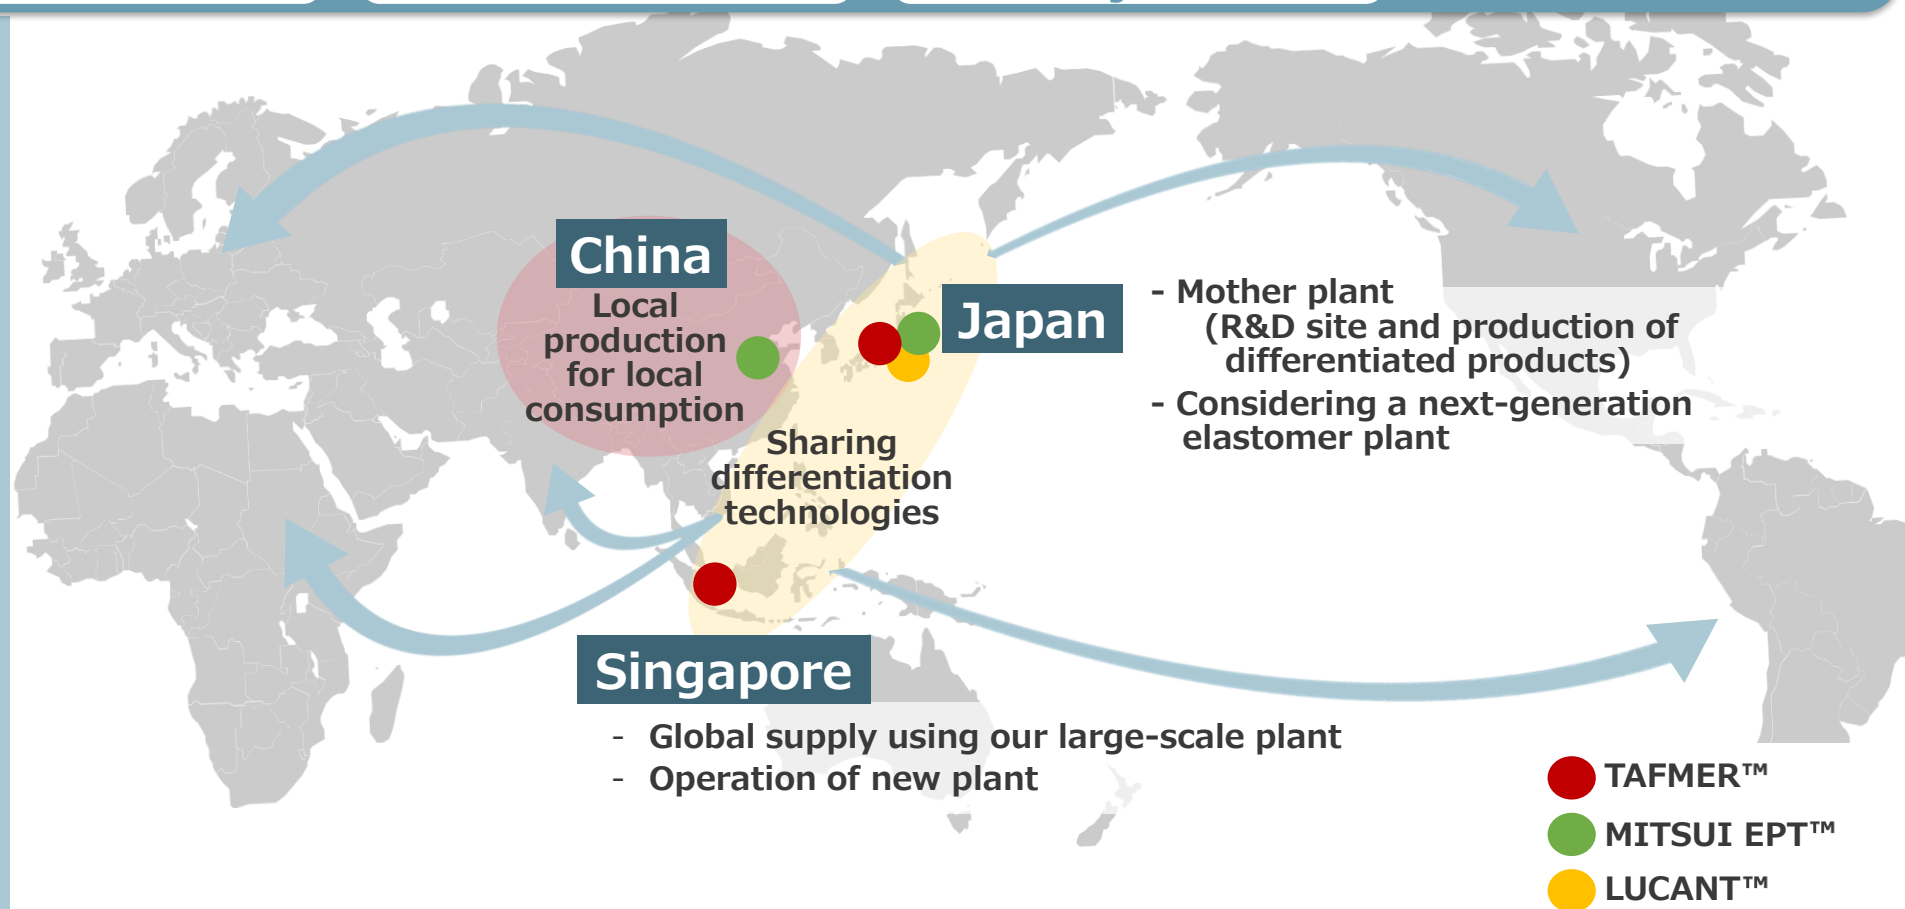 China
Local
production
for local
consumption
Japan
- Mother plant
(R&D site and production of
differentiated products)
- Considering a next-generation
elastomer plant
Sharing
differentiation
technologies
Singapore
- Global supply using our large-scale plant
- Operation of new plant
TAFMER™
MITSUI EPT™
LUCANT™